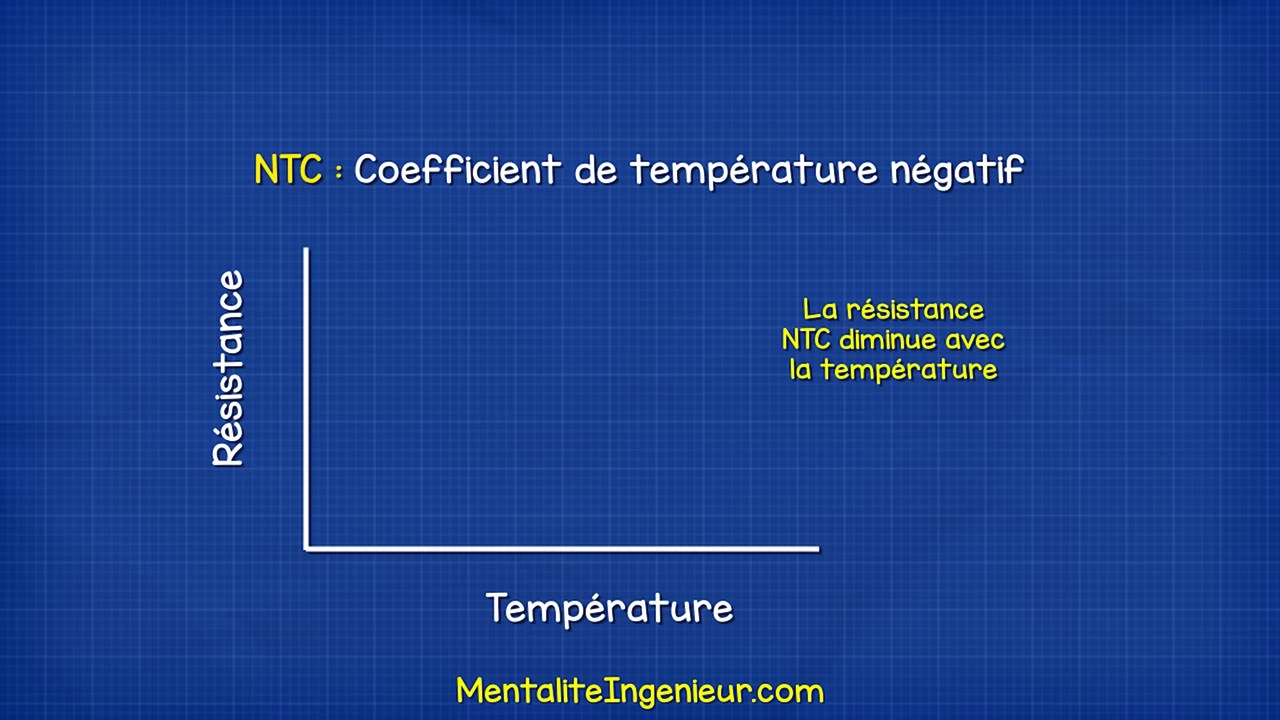 NTC : Coefficient de température négatif
Résistance
La résistance
NTC diminue avec
la température
Température
MentaliteIngenieur.com